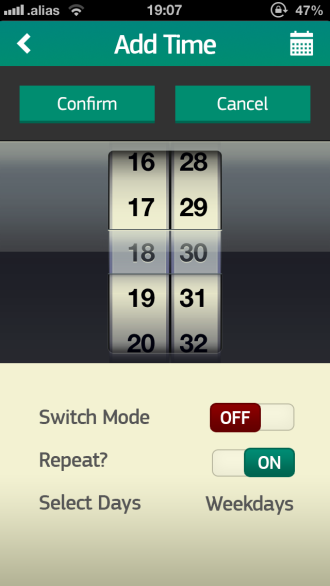 .alias 19:07 47%
Add Time
Confirm Cancel
16 28
17 29
18 30
19 31
20 32
Switch Mode OFF
Repeat? ON
Select Days Weekdays